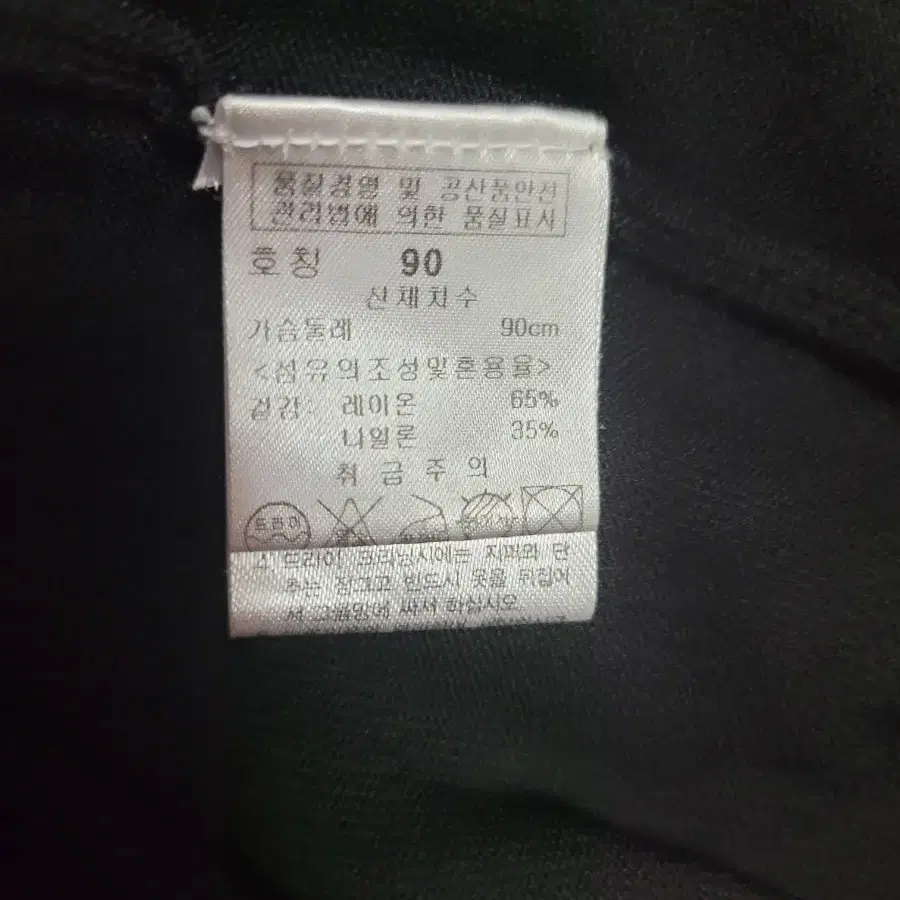 품질경영 및 공산품안전
관리법에 의한 품질표시
호칭 90
신체치수
가슴둘레 90cm
<섬유의조성및혼용율>
겉감: 레이온 65%
나일론 35%
취 급 주 의
드라이
드라이 크리닝시에는 지퍼와 단
추는 잠그고 반드시 옷을 뒤집어
서 그물망에 싸서 하십시오